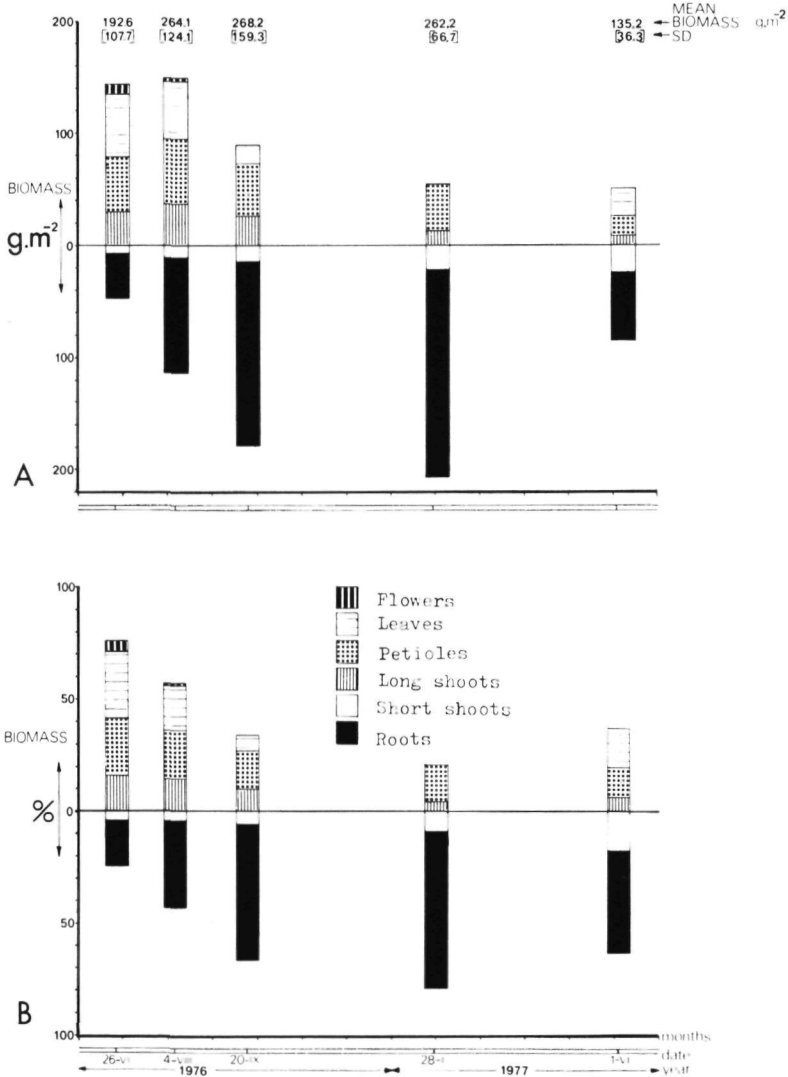 MEAN
192.6 264.1 268.2 262.2 135.2 BIOMASS g.m⁻²
[107.7] [124.1] [159.3] [66.7] [36.3] SD
200
100
BIOMASS
g.m⁻²
0
100
A
200
100
Flowers
Leaves
Petioles
50
Long shoots
Short shoots
BIOMASS
Roots
%
0
50
B
100
months
26-VI 4-VIII 20-IX 28-I 1-VI date
1976 1977 year